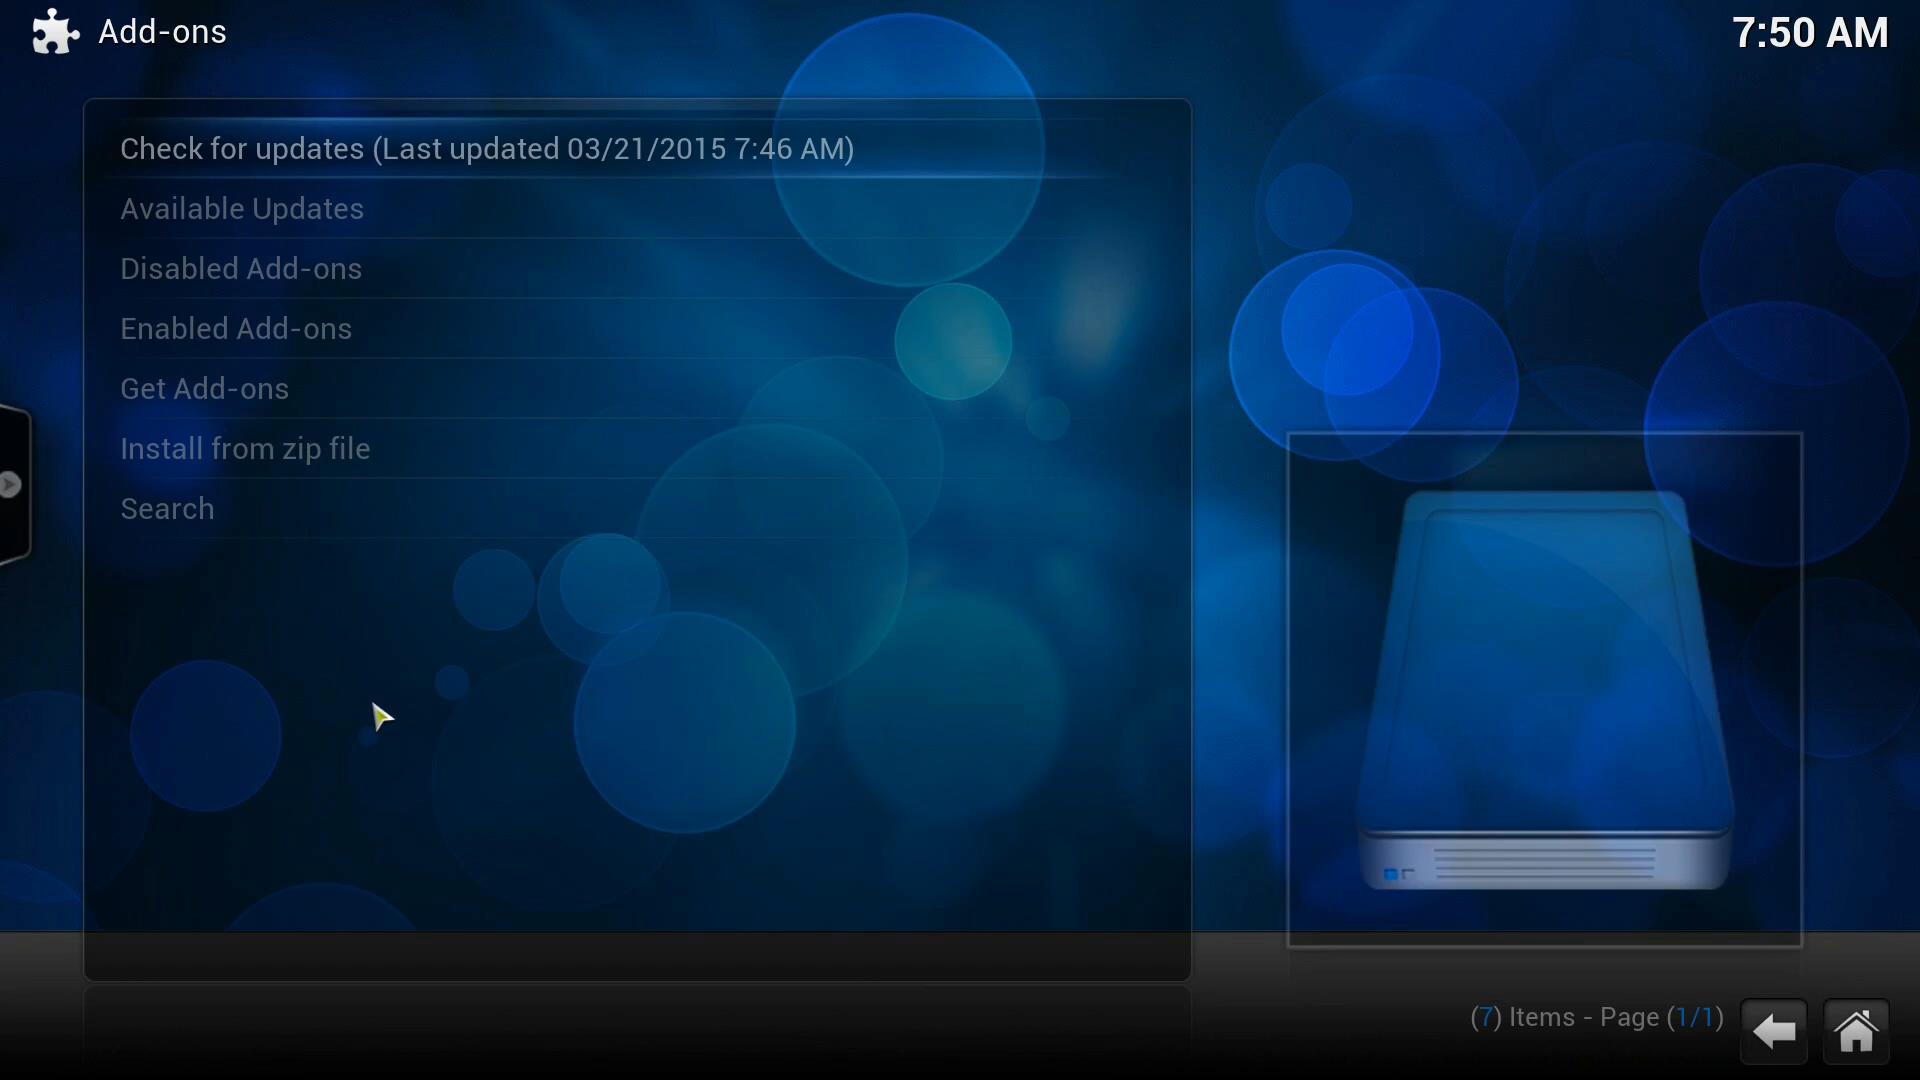 Add-ons
7:50 AM
Check for updates (Last updated 03/21/2015 7:46 AM)
Available Updates
Disabled Add-ons
Enabled Add-ons
Get Add-ons
Install from zip file
Search
(7) Items - Page (1/1)